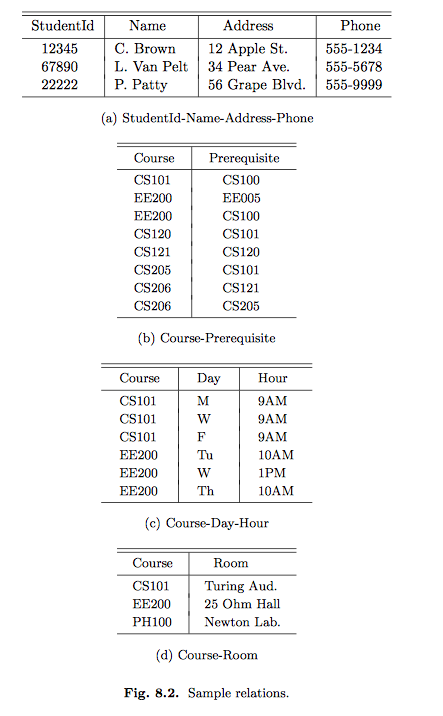 StudentId Name Address Phone
12345 C. Brown 12 Apple St. 555-1234
67890 L. Van Pelt 34 Pear Ave. 555-5678
22222 P. Patty 56 Grape Blvd. 555-9999
(a) StudentId-Name-Address-Phone
Course Prerequisite
CS101 CS100
EE200 EE005
EE200 CS100
CS120 CS101
CS121 CS120
CS205 CS101
CS206 CS121
CS206 CS205
(b) Course-Prerequisite
Course Day Hour
CS101 M 9AM
CS101 W 9AM
CS101 F 9AM
EE200 Tu 10AM
EE200 W 1PM
EE200 Th 10AM
(c) Course-Day-Hour
Course Room
CS101 Turing Aud.
EE200 25 Ohm Hall
PH100 Newton Lab.
(d) Course-Room
Fig. 8.2. Sample relations.